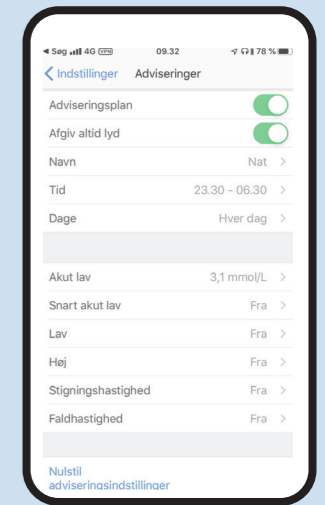 Søg 4G VPN 09.32 78 %
Indstillinger Adviseringer
Adviseringsplan
Afgiv altid lyd
Navn Nat
Tid 23.30 - 06.30
Dage Hver dag
Akut lav 3,1 mmol/L
Snart akut lav Fra
Lav Fra
Høj Fra
Stigningshastighed Fra
Faldhastighed Fra
Nulstil
adviseringsindstillinger